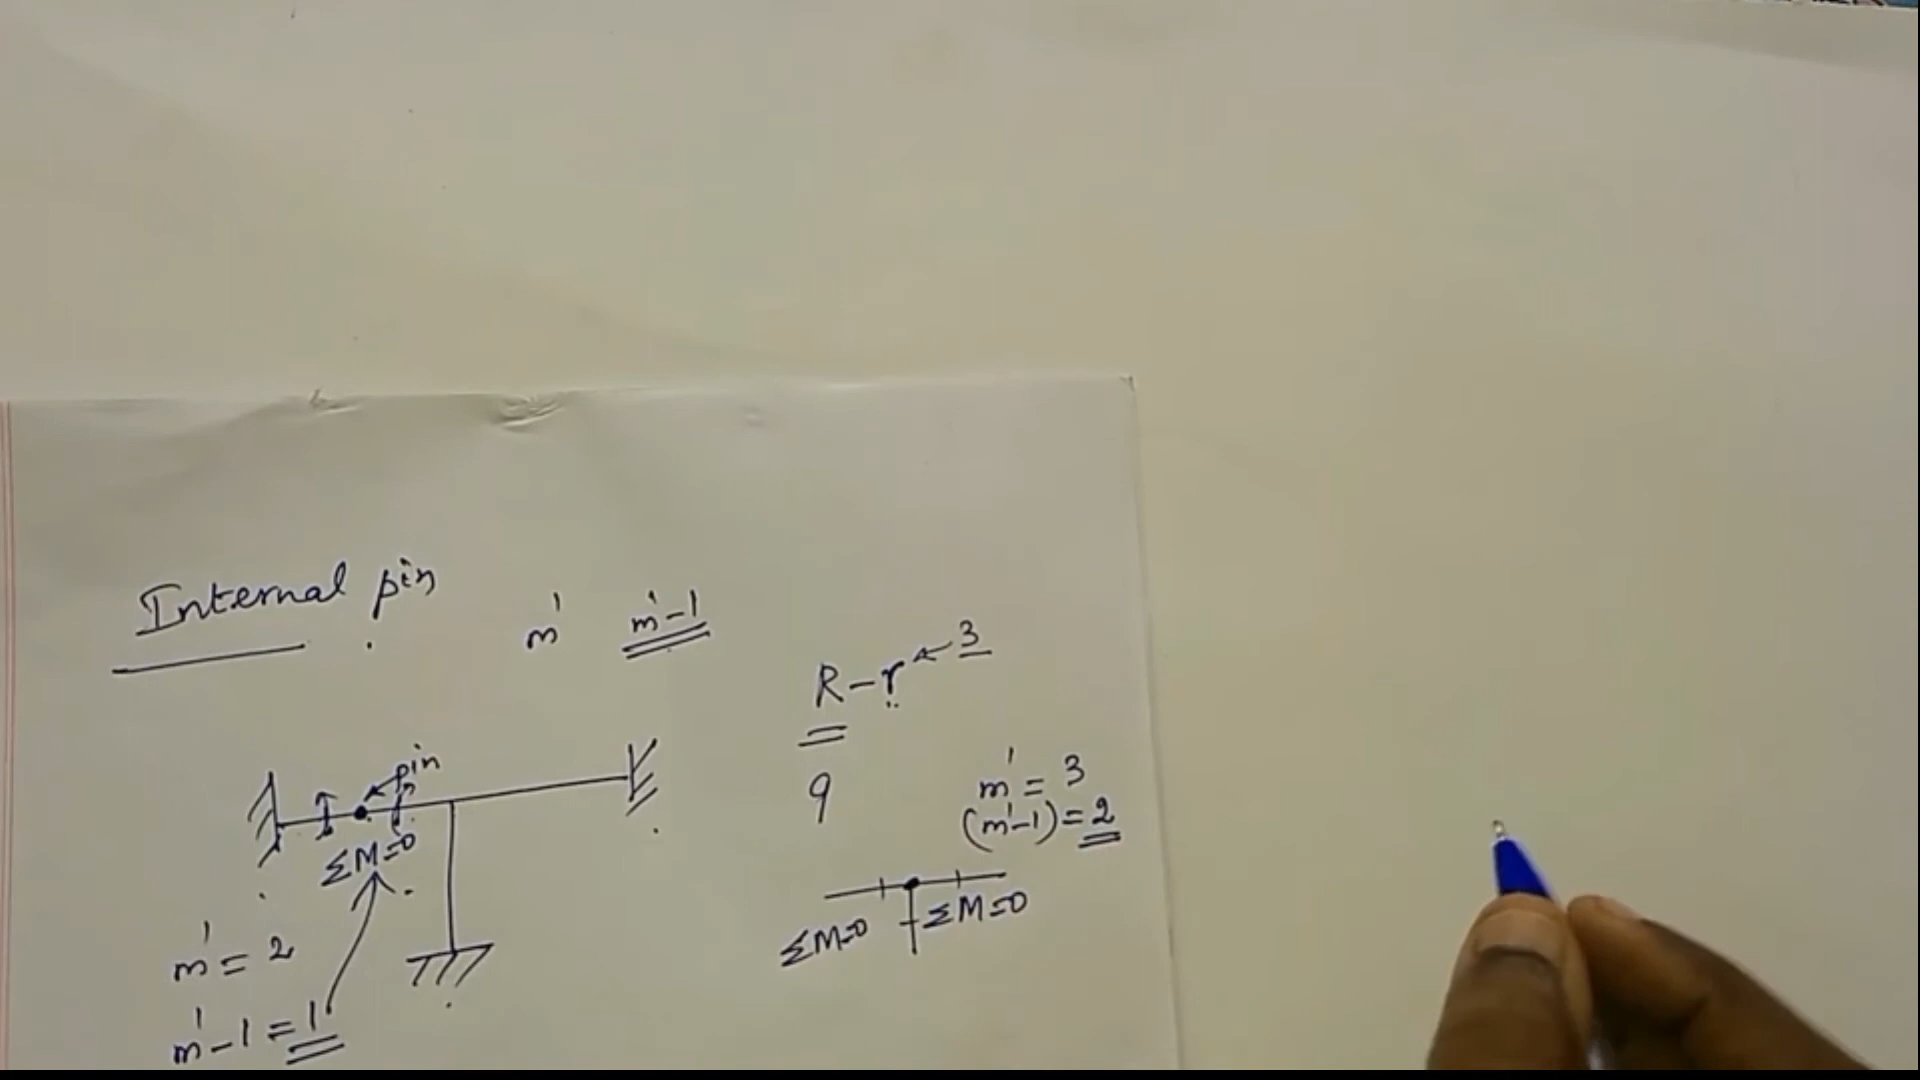 Internal pin
m' m'-1
R-r ← 3
9
m' = 3
(m'-1) = 2
pin
ΣM=0
ΣM=0 ΣM=0
m' = 2
m'-1 = 1